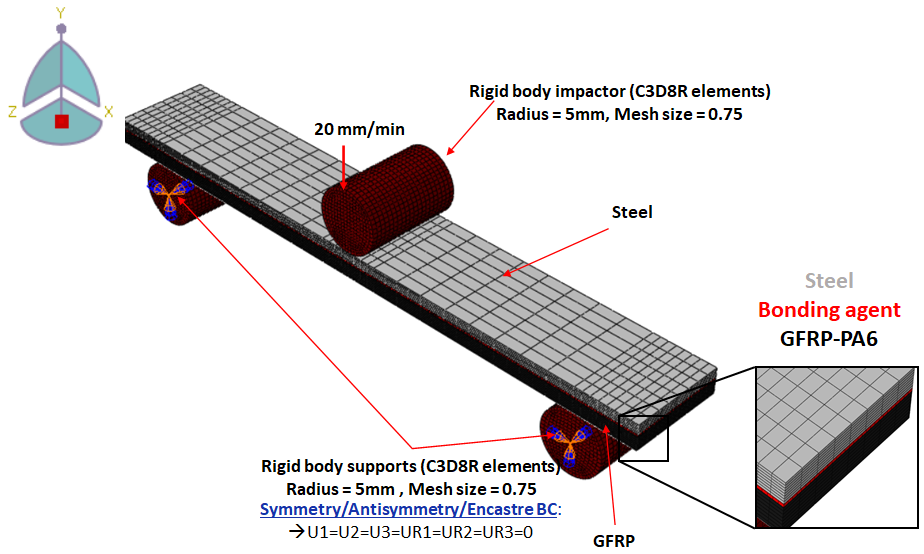 Y
Z
X
Rigid body impactor (C3D8R elements)
Radius = 5mm, Mesh size = 0.75
20 mm/min
Steel
Steel
Bonding agent
GFRP-PA6
Rigid body supports (C3D8R elements)
Radius = 5mm , Mesh size = 0.75
Symmetry/Antisymmetry/Encastre BC:
→U1=U2=U3=UR1=UR2=UR3=0
GFRP